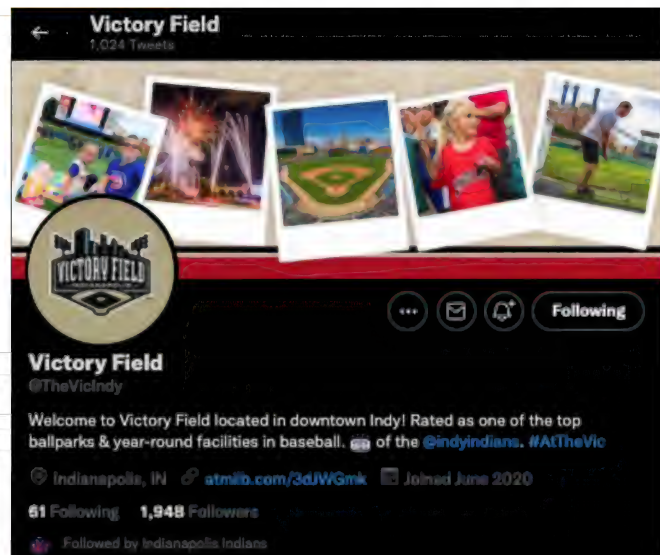 Victory Field
1,024 Tweets
VICTORY FIELD
INDIANAPOLIS
Following
Victory Field
@TheVicIndy
Welcome to Victory Field located in downtown Indy! Rated as one of the top
ballparks & year-round facilities in baseball. 🏟 of the @indyindians. #AtTheVic
Indianapolis, IN atmilb.com/3dJWGmk Joined June 2020
61 Following 1,948 Followers
Followed by Indianapolis Indians